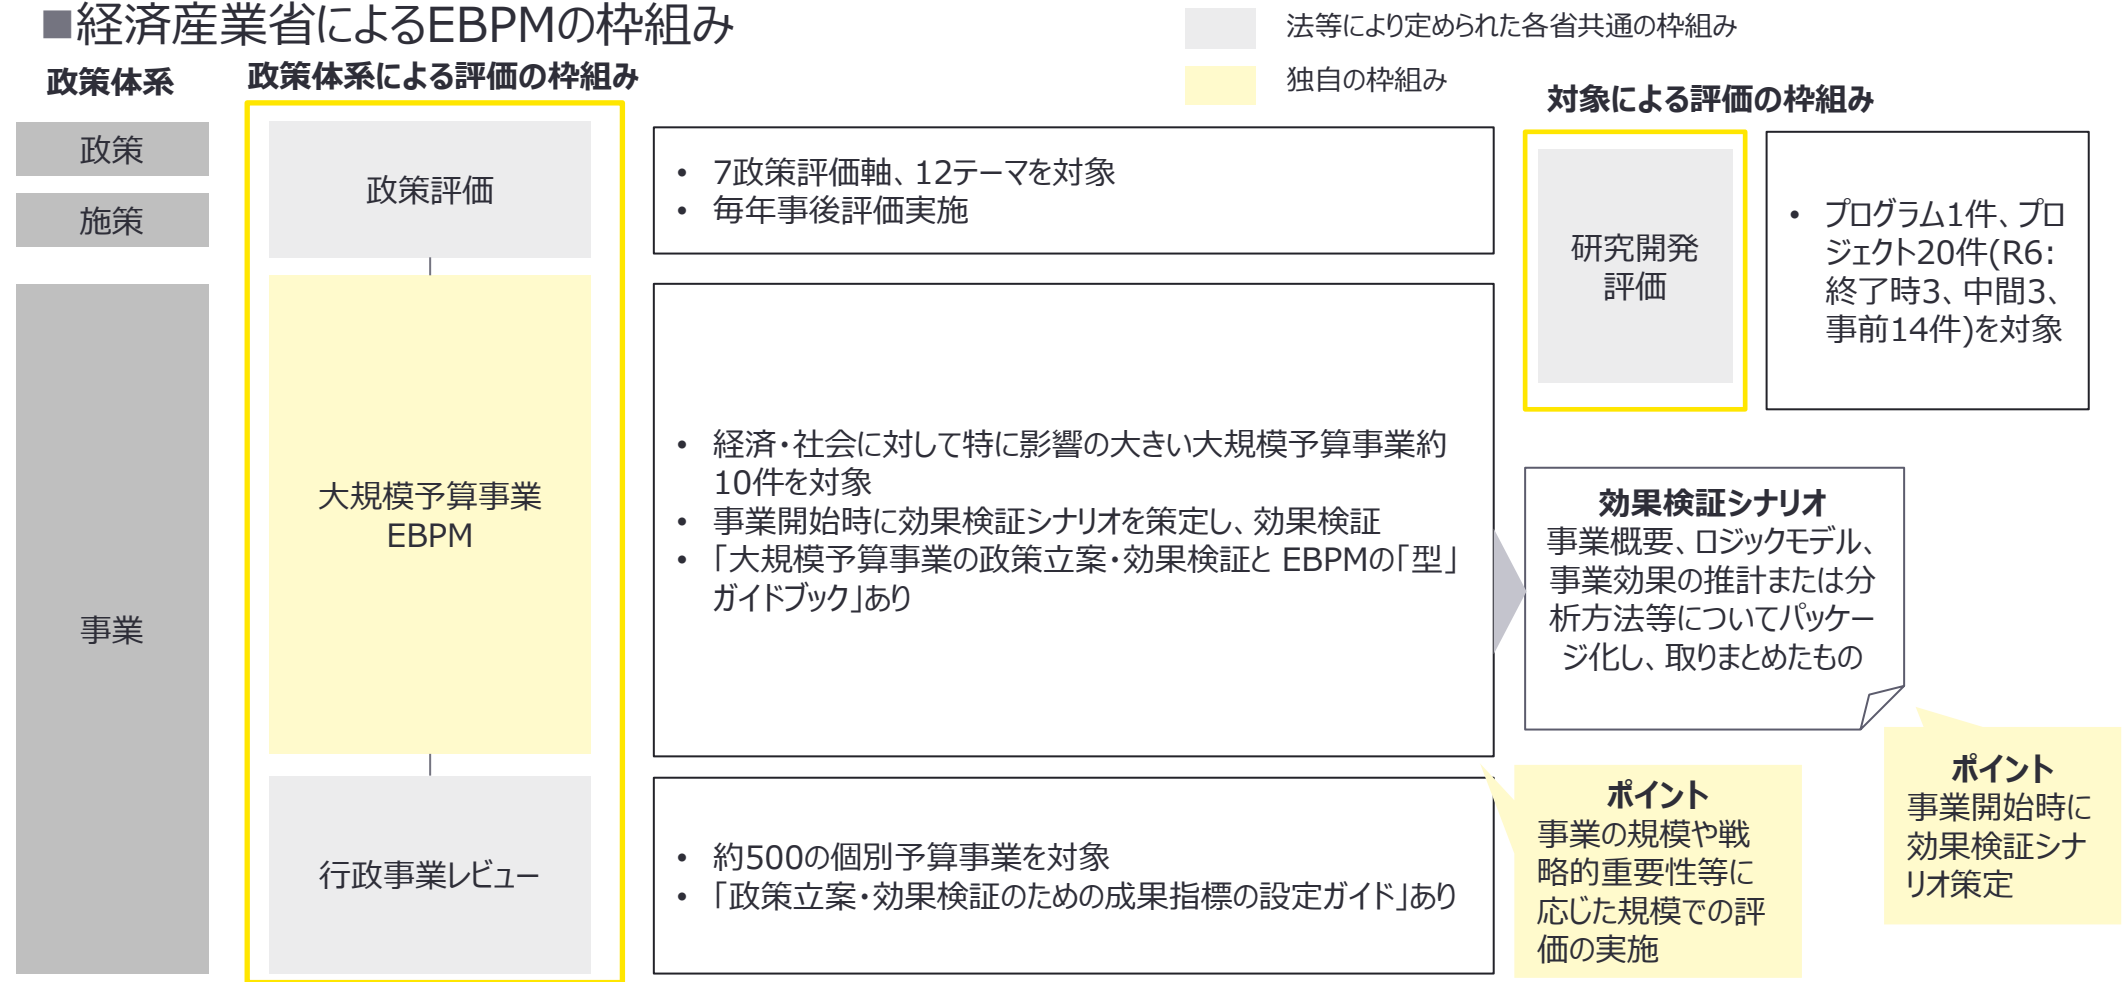 ■経済産業省によるEBPMの枠組み
法等により定められた各省共通の枠組み
独自の枠組み
政策体系
政策体系による評価の枠組み
対象による評価の枠組み
政策
施策
事業
政策評価
• 7政策評価軸、12テーマを対象
• 毎年事後評価実施
大規模予算事業
EBPM
• 経済・社会に対して特に影響の大きい大規模予算事業約
10件を対象
• 事業開始時に効果検証シナリオを策定し、効果検証
• 「大規模予算事業の政策立案・効果検証と EBPMの「型」
ガイドブック」あり
行政事業レビュー
• 約500の個別予算事業を対象
• 「政策立案・効果検証のための成果指標の設定ガイド」あり
研究開発
評価
• プログラム1件、プロ
ジェクト20件(R6:
終了時3、中間3、
事前14件)を対象
効果検証シナリオ
事業概要、ロジックモデル、
事業効果の推計または分
析方法等についてパッケー
ジ化し、取りまとめたもの
ポイント
事業の規模や戦
略的重要性等に
応じた規模での評
価の実施
ポイント
事業開始時に
効果検証シナ
リオ策定